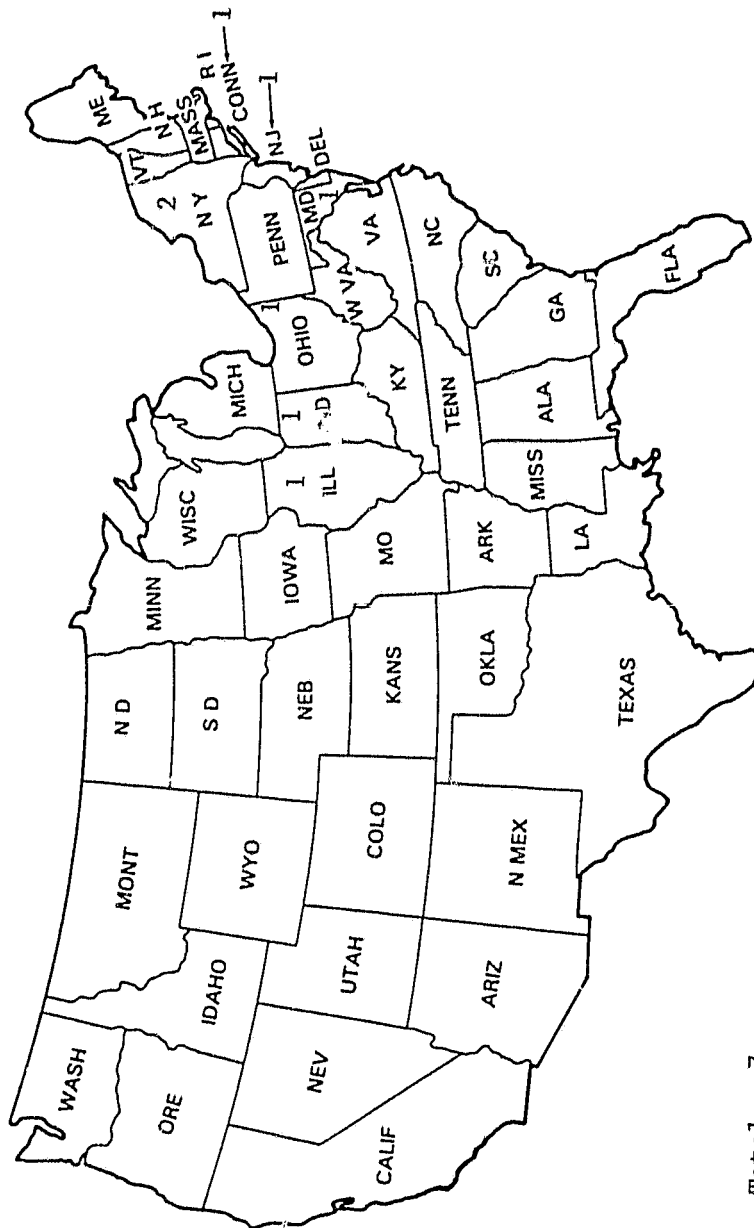 WASH
MONT
N D
MINN
ME
VT
N H
2
N Y
MASS
R I
CONN—1
ORE
IDAHO
WYO
S D
WISC
MICH
PENN
NJ—1
NEV
UTAH
COLO
NEB
IOWA
1
ILL
1
1
OHIO
MD
1
DEL
W VA
VA
CALIF
ARIZ
N MEX
KANS
MO
KY
NC
OKLA
ARK
TENN
SC
TEXAS
LA
MISS
ALA
GA
FLA